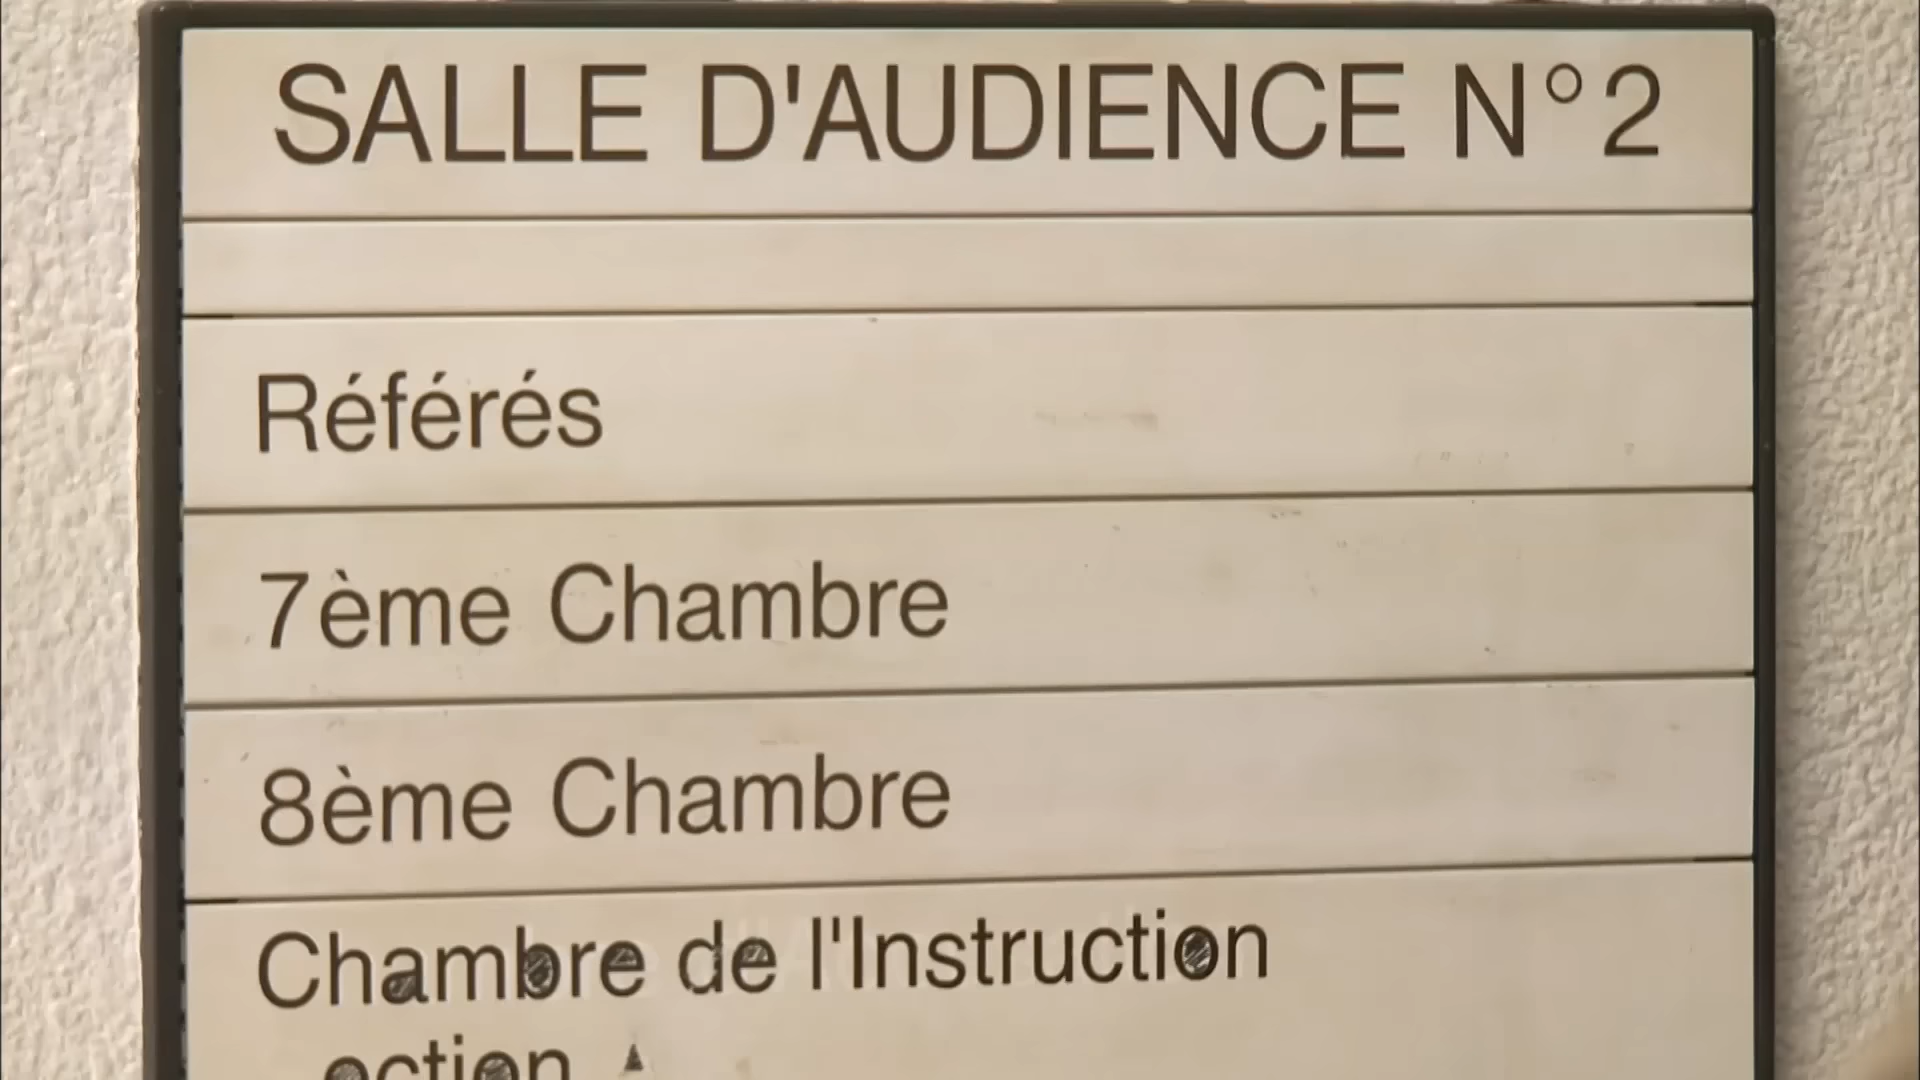 SALLE D'AUDIENCE N°2
Référés
7ème Chambre
8ème Chambre
Chambre de l'Instruction